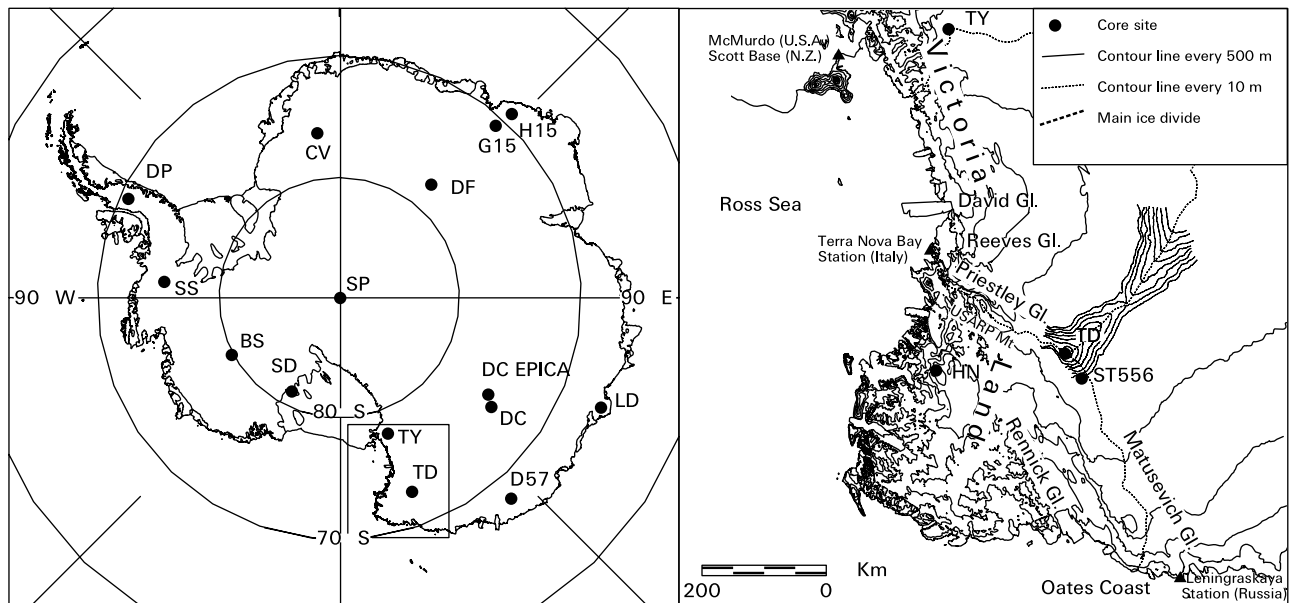 CV
G15
H15
DP
DF
SS
SP
90 W
90 E
BS
SD
80 S
DC EPICA
DC
LD
TY
TD
D57
70 S
TY
McMurdo (U.S.A.)
Scott Base (N.Z.)
Victoria
Land
Core site
Contour line every 500 m
Contour line every 10 m
Main ice divide
Ross Sea
David Gl.
Reeves Gl.
Terra Nova Bay
Station (Italy)
Priestley Gl.
USARP Mt.
TD
HN
ST556
Rennick Gl.
Matusevich Gl.
200 0
Km
Oates Coast
Leningraskaya
Station (Russia)